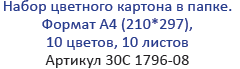 Набор цветного картона в папке.
Формат А4 (210*297),
10 цветов, 10 листов
Артикул 30С 1796-08